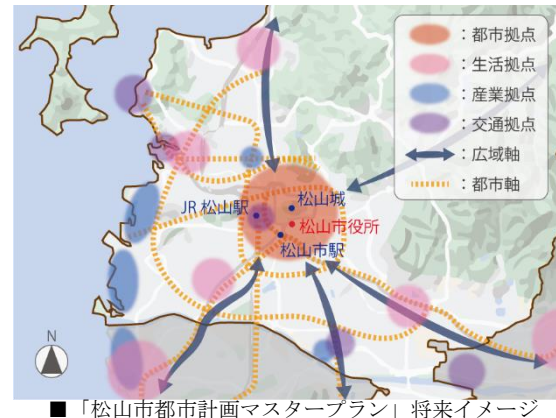 ：都市拠点
：生活拠点
：産業拠点
：交通拠点
：広域軸
：都市軸
松山城
JR 松山駅
松山市役所
松山市駅
N
■「松山市都市計画マスタープラン」将来イメージ